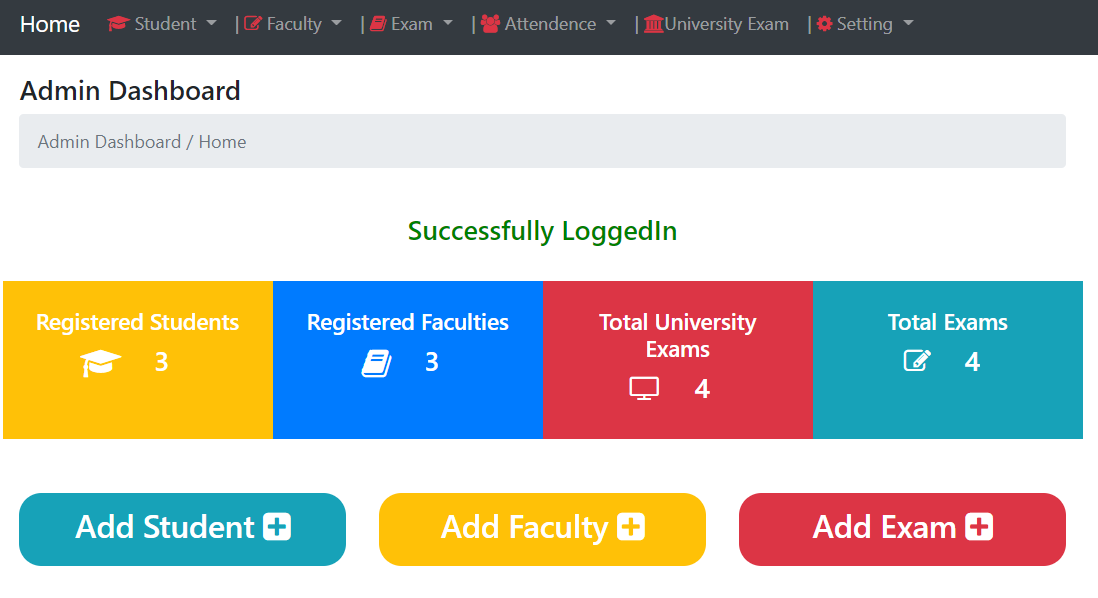 Home Student | Faculty | Exam | Attendence | University Exam | Setting
Admin Dashboard
Admin Dashboard / Home
Successfully LoggedIn
Registered Students
3
Registered Faculties
3
Total University
Exams
4
Total Exams
4
Add Student
Add Faculty
Add Exam